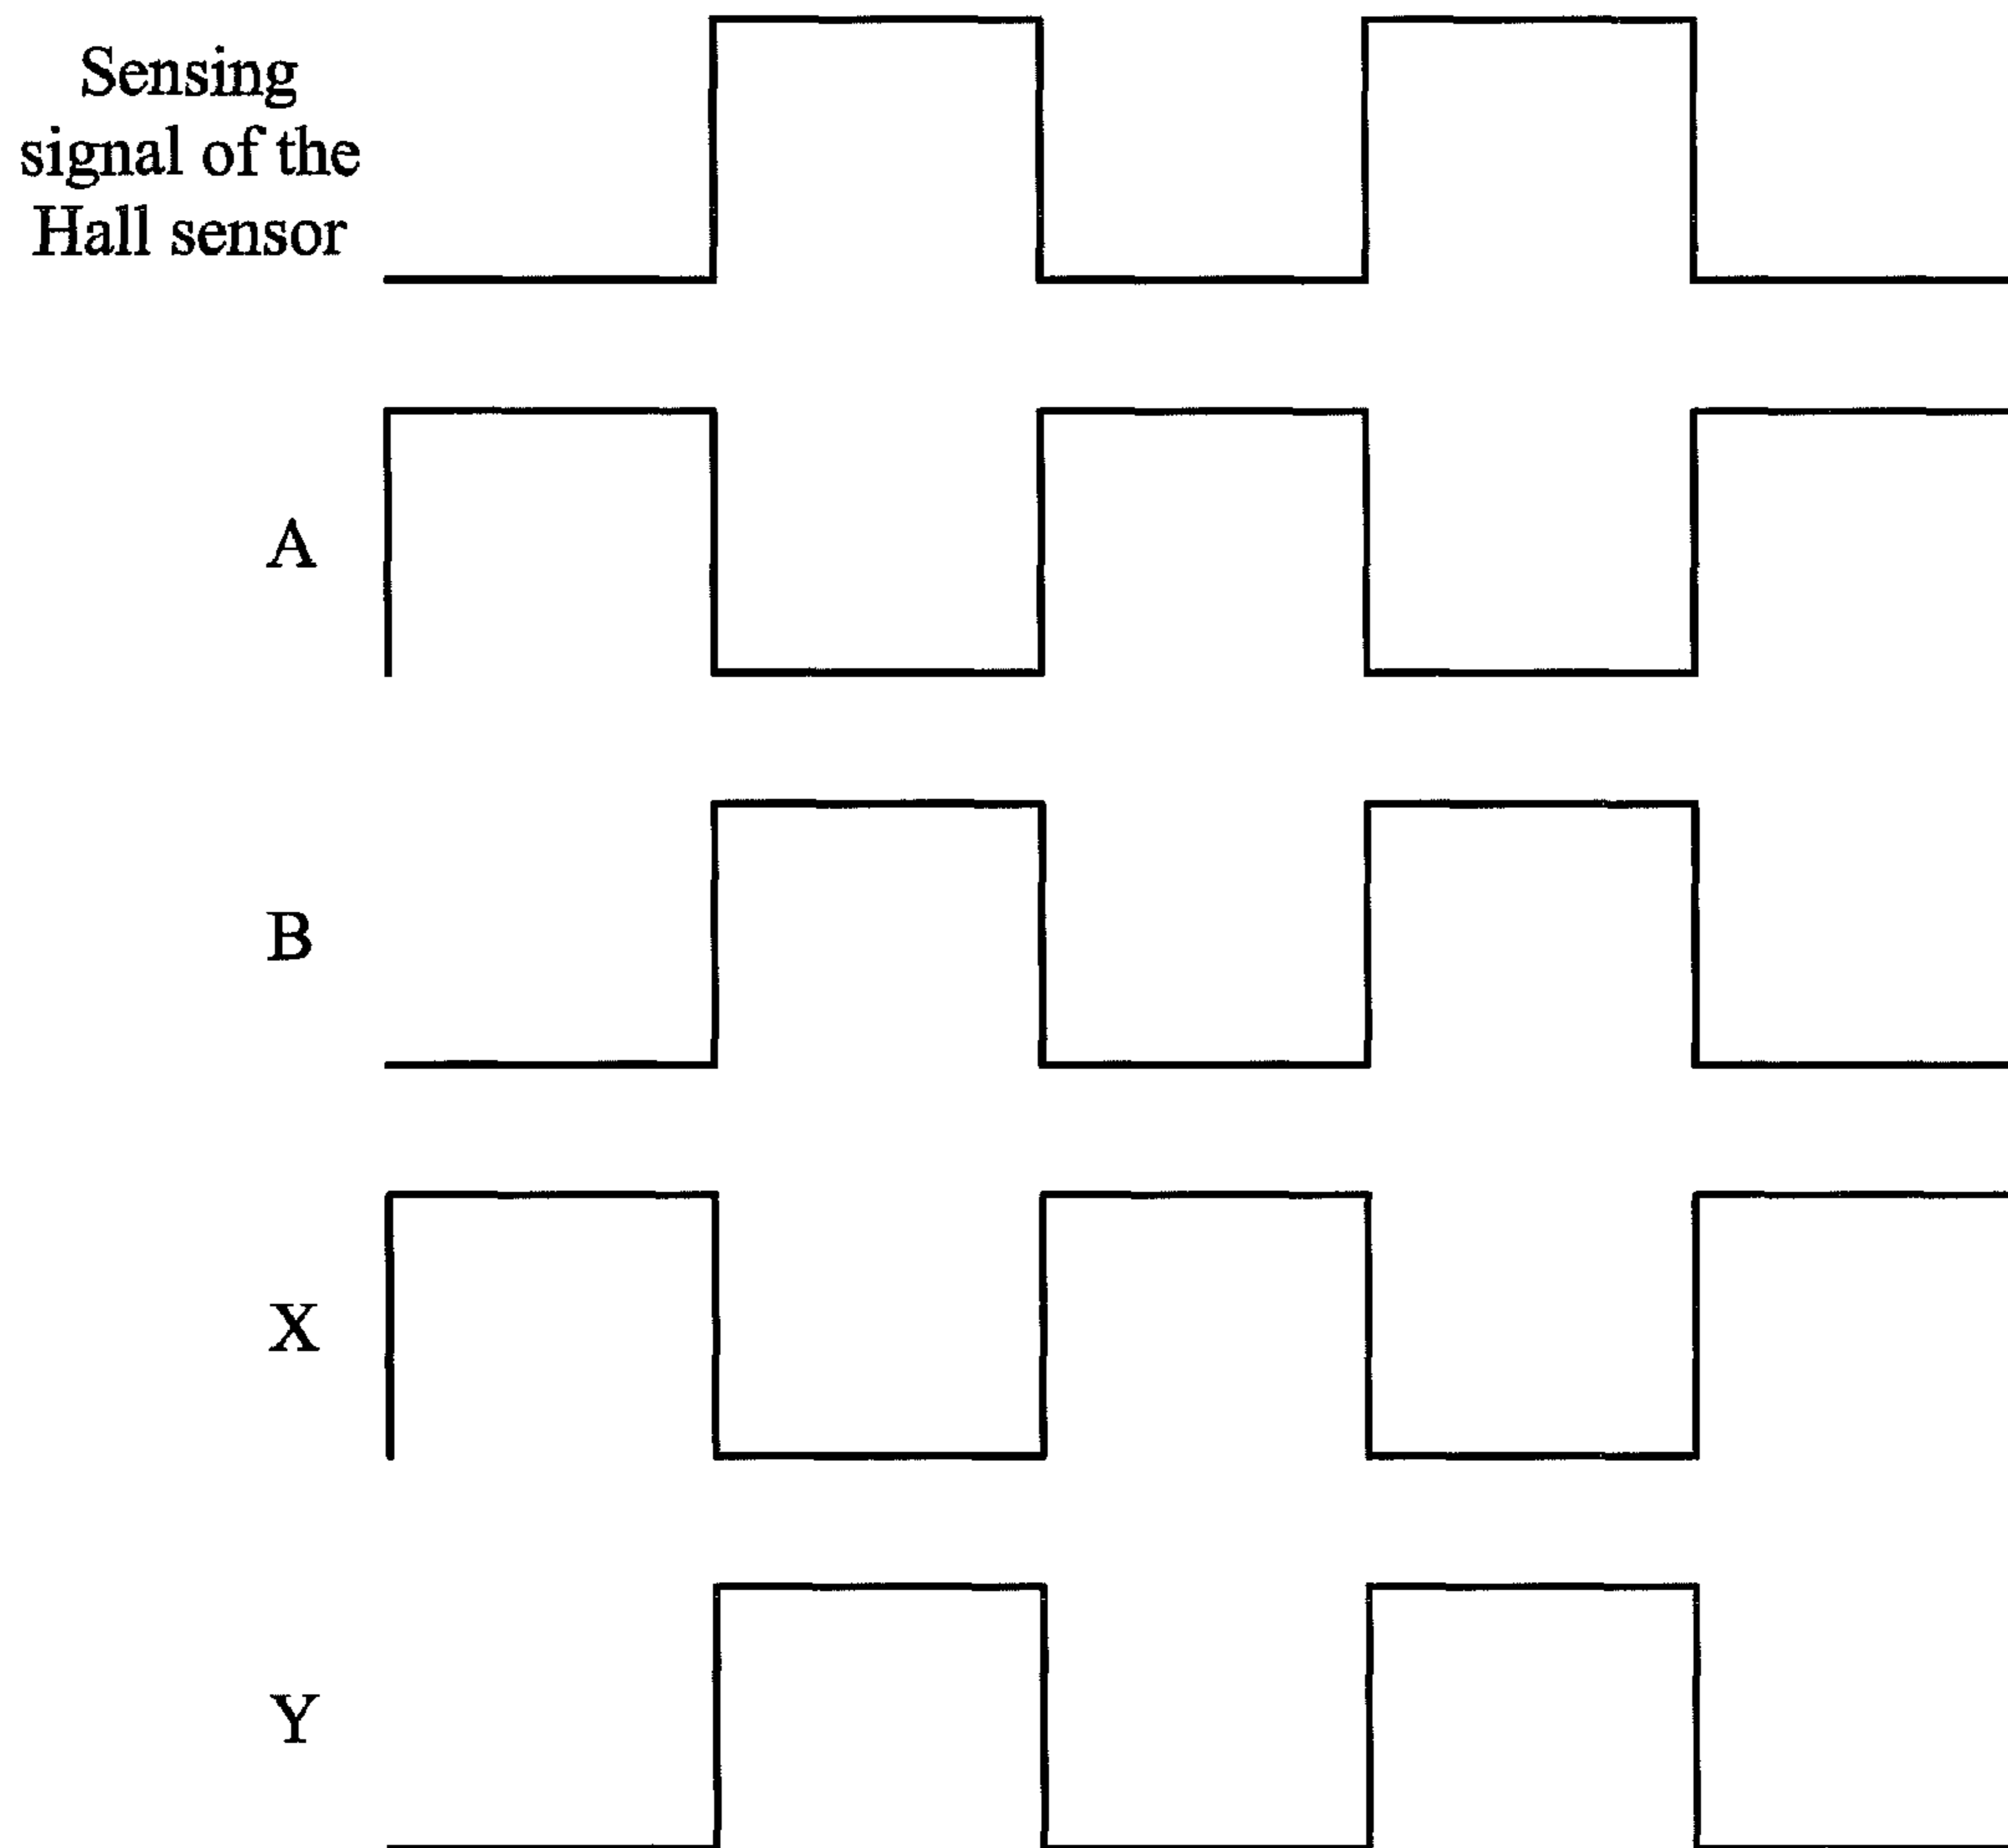 Sensing
signal of the
Hall sensor
A
B
X
Y